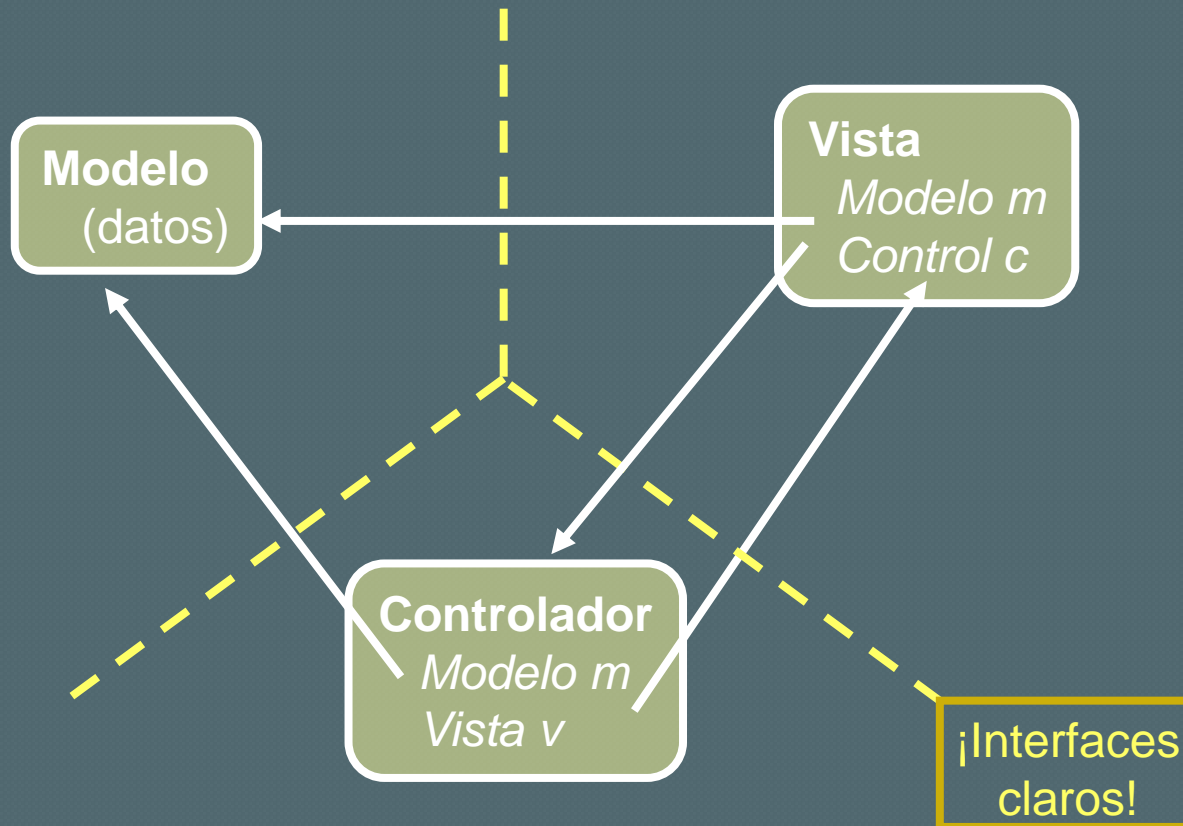 Modelo
(datos)
Vista
Modelo m
Control c
Controlador
Modelo m
Vista v
¡Interfaces
claros!